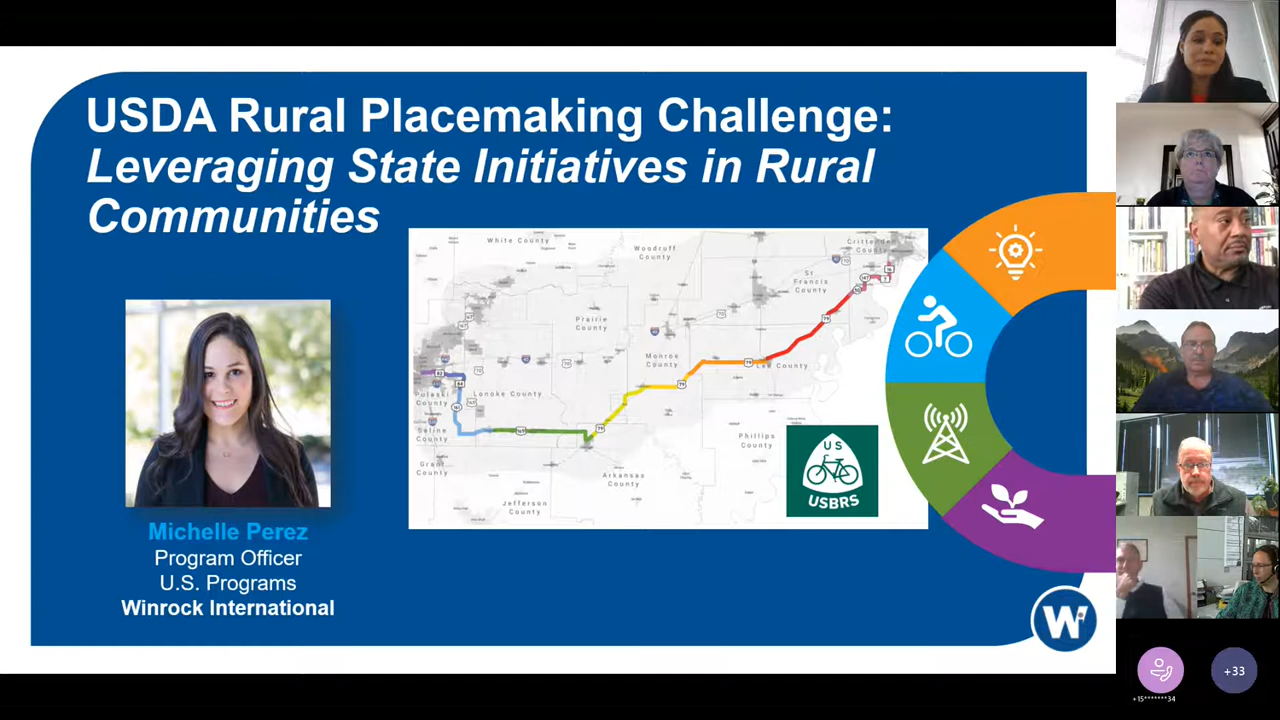 USDA Rural Placemaking Challenge:
Leveraging State Initiatives in Rural
Communities
White County
Woodruff
County
Crittenden
County
St
Francis
County
Prairie
County
Monroe
County
Lee County
Lonoke County
Pulaski
County
Saline
County
Grant
County
Phillips
County
Arkansas
County
Jefferson
County
US
USBRS
Michelle Perez
Program Officer
U.S. Programs
Winrock International
W
+15*******34
+33